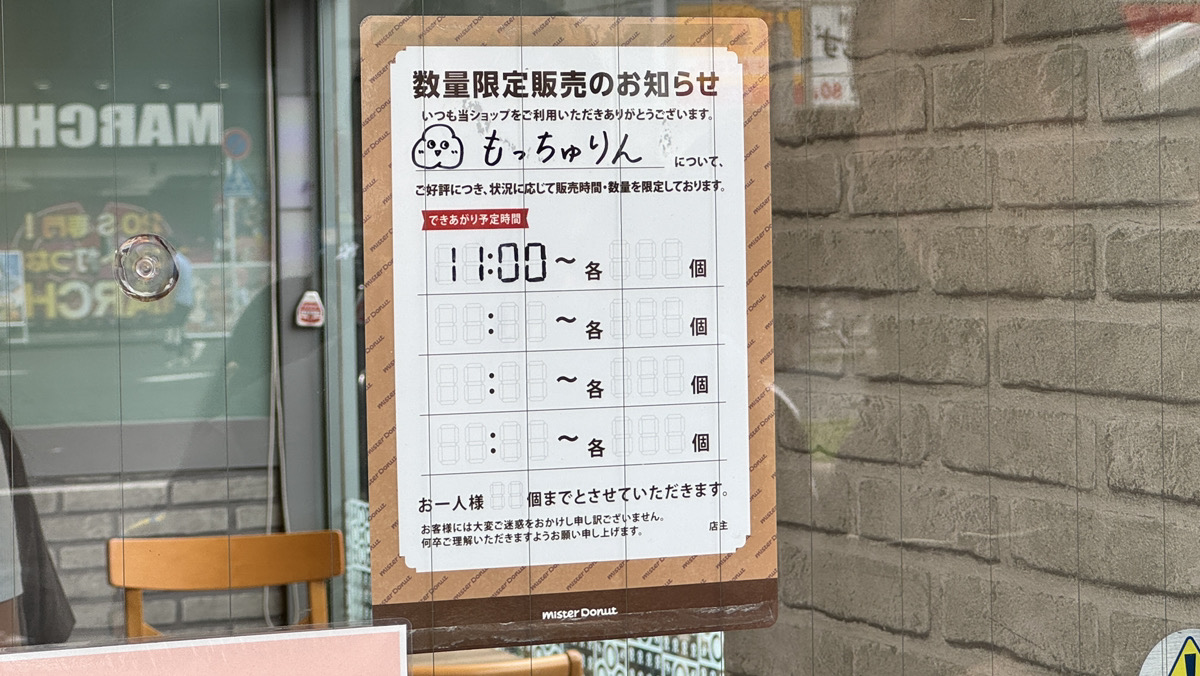 数量限定販売のお知らせ
いつも当ショップをご利用いただきありがとうございます。
もっちゅりん について、
ご好評につき、状況に応じて販売時間・数量を限定しております。
できあがり予定時間
11:00 〜 各 個
: 〜 各 個
: 〜 各 個
: 〜 各 個
お一人様 個までとさせていただきます。
お客様には大変ご迷惑をおかけし申し訳ございません。
何卒ご理解いただきますようお願い申し上げます。
店主
mister Donut
MARCH